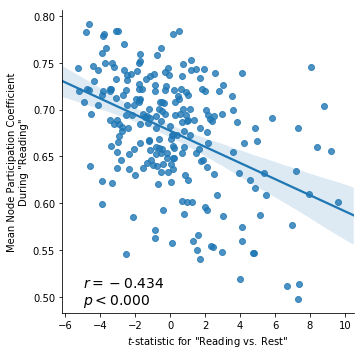 0.80
0.75
0.70
0.65
0.60
0.55
0.50
Mean Node Participation Coefficient
During "Reading"
r = −0.434
p < 0.000
−6 −4 −2 0 2 4 6 8 10
t-statistic for "Reading vs. Rest"